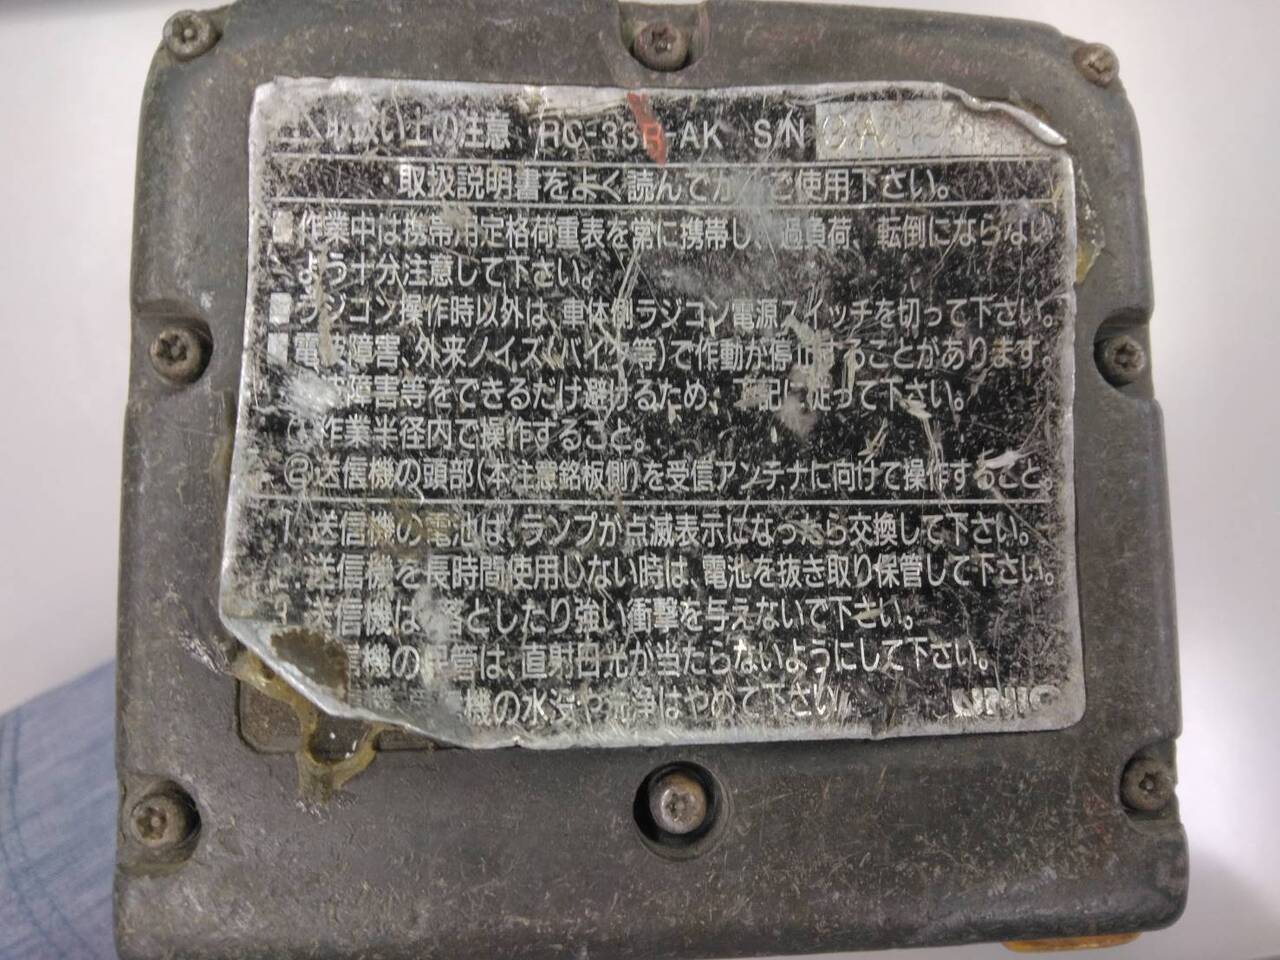 取扱い上の注意 RC-33R-AK S/N
取扱説明書をよく読んでからご使用下さい。
■作業中は携帯用定格荷重表を常に携帯し、過負荷、転倒にならない
よう十分注意して下さい。
■ラジコン操作時以外は、車体側ラジコン電源スイッチを切って下さい。
■電波障害、外来ノイズ(バイク等)で作動が停止することがあります。
障害等をできるだけ避けるため、下記に従って下さい。
①作業半径内で操作すること。
②送信機の頭部(本注意銘板側)を受信アンテナに向けて操作すること。
1. 送信機の電池は、ランプが点滅表示になったら交換して下さい。
2. 送信機を長時間使用しない時は、電池を抜き取り保管して下さい。
3. 送信機は、落としたり強い衝撃を与えないで下さい。
信機の保管は、直射日光が当たらないようにして下さい。
機の水没や洗浄はやめて下さい
UNIC